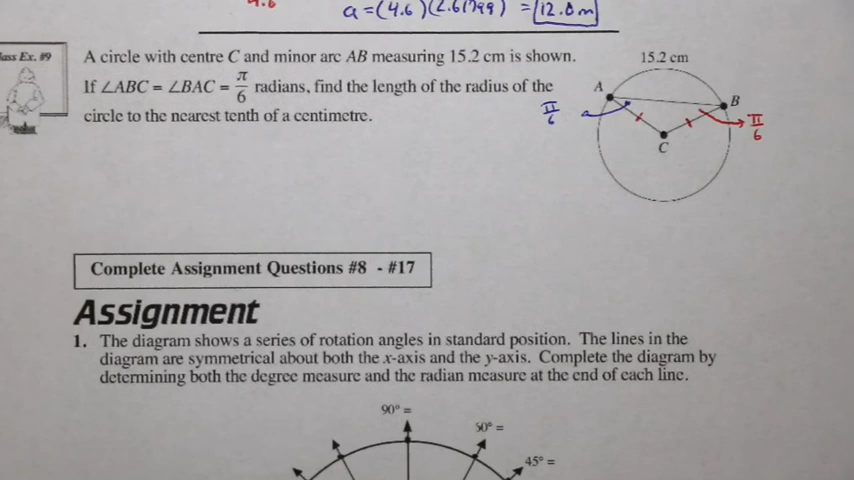 a = (4.6)(2.61799) = 12.0 m
ass Ex. #9
A circle with centre C and minor arc AB measuring 15.2 cm is shown.
If ∠ABC = ∠BAC = π/6 radians, find the length of the radius of the
circle to the nearest tenth of a centimetre.
15.2 cm
A
B
π/6
π/6
C
Complete Assignment Questions #8 - #17
Assignment
1. The diagram shows a series of rotation angles in standard position. The lines in the
diagram are symmetrical about both the x-axis and the y-axis. Complete the diagram by
determining both the degree measure and the radian measure at the end of each line.
90° =
45° =